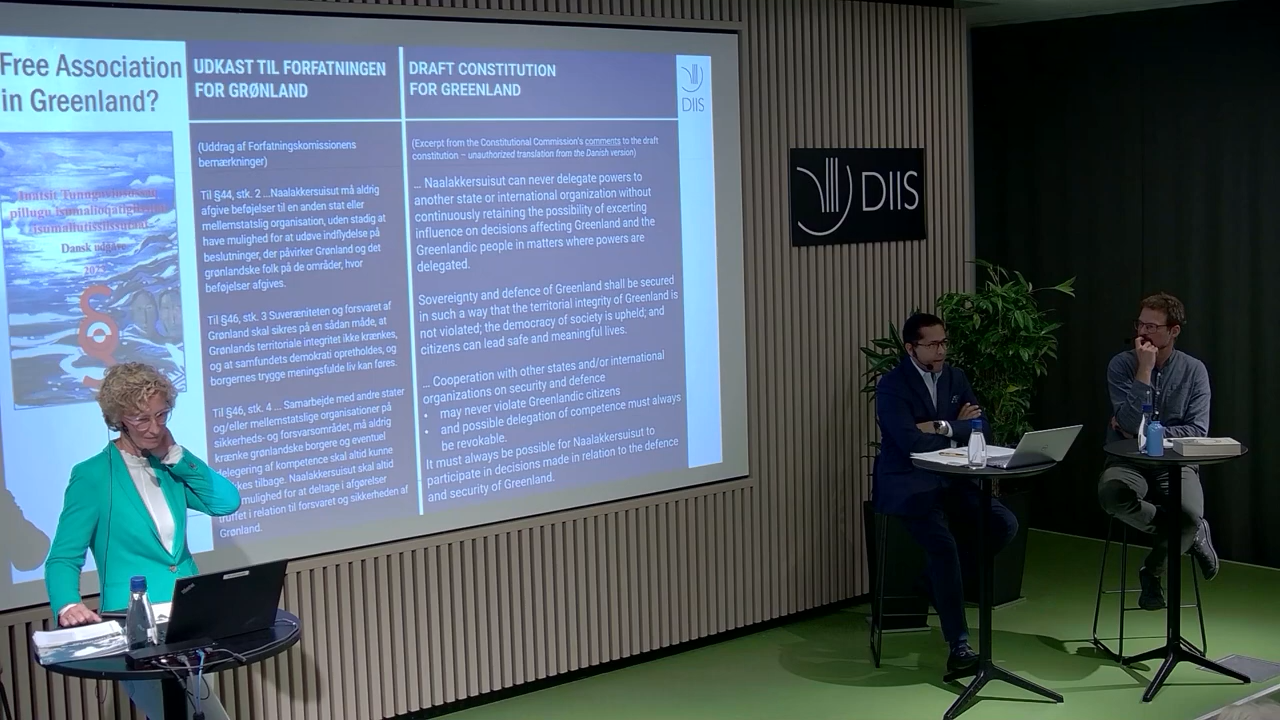 Free Association
in Greenland?
Inatsit Tunngaviusussaq
pillugu isumalioqatigiissitat
isumaliutissiissutaat
Dansk udgave
2023
UDKAST TIL FORFATNINGEN
FOR GRØNLAND
(Uddrag af Forfatningskomissionens
bemærkninger)
Til §44, stk. 2 ...Naalakkersuisut må aldrig
afgive beføjelser til en anden stat eller
mellemstatslig organisation, uden stadig at
have mulighed for at udøve indflydelse på
beslutninger, der påvirker Grønland og det
grønlandske folk på de områder, hvor
beføjelser afgives.
Til §46, stk. 3 Suveræniteten og forsvaret af
Grønland skal sikres på en sådan måde, at
Grønlands territoriale integritet ikke krænkes,
og at samfundets demokrati opretholdes, og
borgernes trygge meningsfulde liv kan føres.
Til §46, stk. 4 ... Samarbejde med andre stater
og/eller mellemstatslige organisationer på
sikkerheds- og forsvarsområdet, må aldrig
krænke grønlandske borgere og eventuel
delegering af kompetence skal altid kunne
kes tilbage. Naalakkersuisut skal altid
mulighed for at deltage i afgørelser
truffet i relation til forsvaret og sikkerheden af
Grønland.
DRAFT CONSTITUTION
FOR GREENLAND
(Excerpt from the Constitutional Commission's comments to the draft
constitution – unauthorized translation from the Danish version)
... Naalakkersuisut can never delegate powers to
another state or international organization without
continuously retaining the possibility of excerting
influence on decisions affecting Greenland and the
Greenlandic people in matters where powers are
delegated.
Sovereignty and defence of Greenland shall be secured
in such a way that the territorial integrity of Greenland is
not violated; the democracy of society is upheld; and
citizens can lead safe and meaningful lives.
... Cooperation with other states and/or international
organizations on security and defence
• may never violate Greenlandic citizens
• and possible delegation of competence must always
be revokable.
It must always be possible for Naalakkersuisut to
participate in decisions made in relation to the defence
and security of Greenland.
DIIS
DIIS